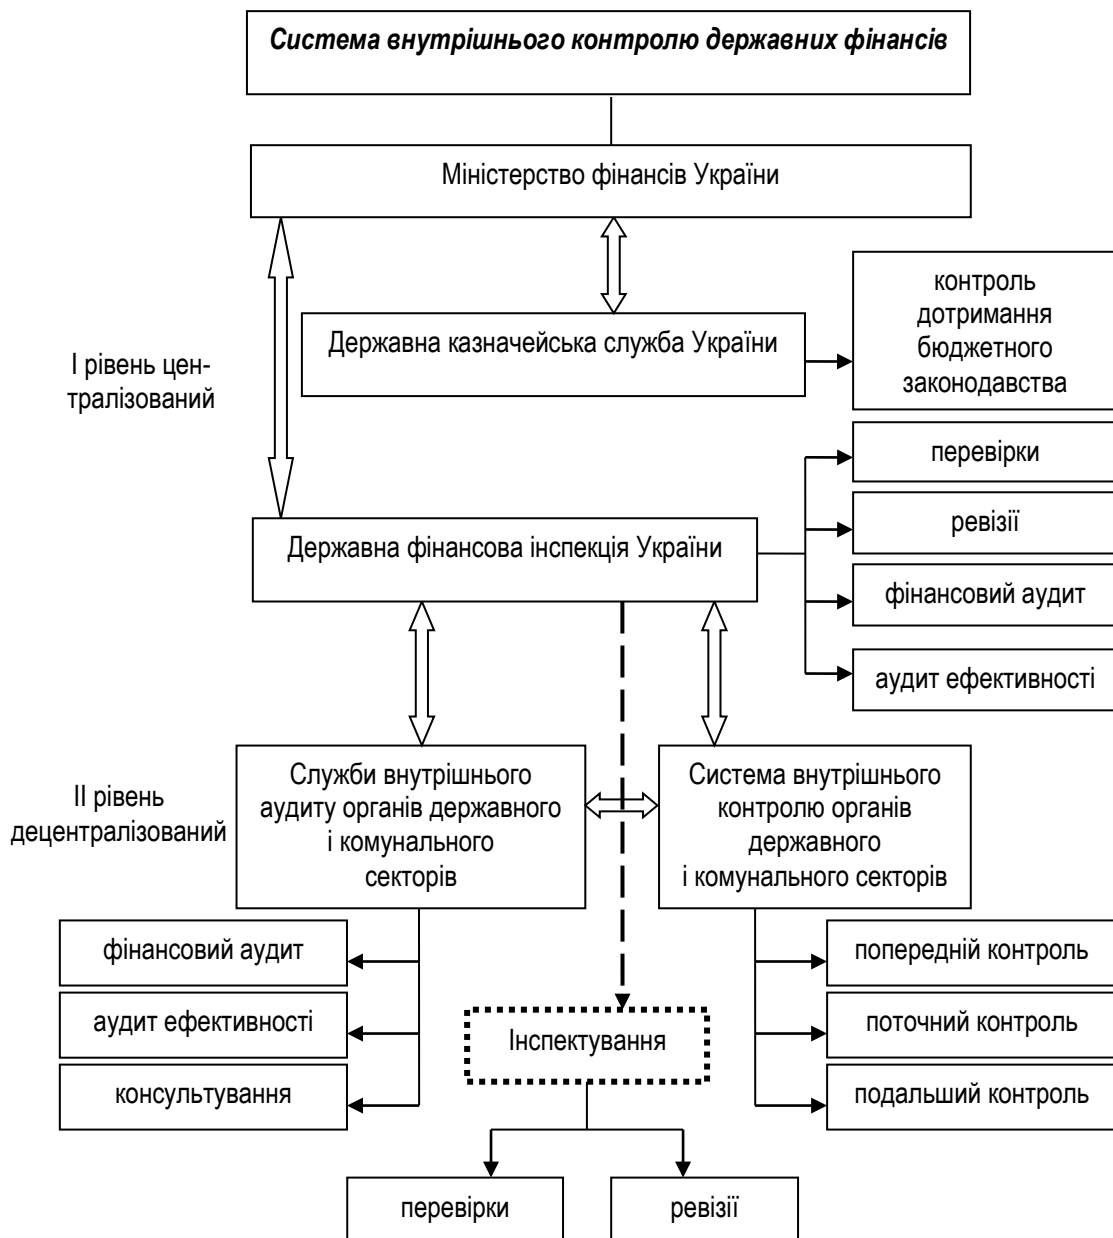 Система внутрішнього контролю державних фінансів
Міністерство фінансів України
контроль
дотримання
бюджетного
законодавства
Державна казначейська служба України
І рівень цен-
тралізований
перевірки
ревізії
Державна фінансова інспекція України
фінансовий аудит
аудит ефективності
ІІ рівень
децентралізований
Служби внутрішнього
аудиту органів державного
і комунального
секторів
Система внутрішнього
контролю органів
державного
і комунального секторів
фінансовий аудит
аудит ефективності
консультування
Інспектування
попередній контроль
поточний контроль
подальший контроль
перевірки
ревізії